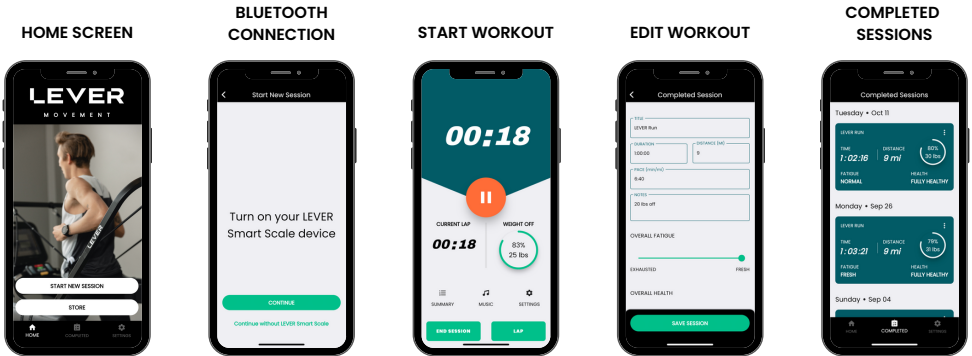 HOME SCREEN
BLUETOOTH
CONNECTION
START WORKOUT
EDIT WORKOUT
COMPLETED
SESSIONS
LEVER
MOVEMENT
LEVER
START NEW SESSION
STORE
HOME
COMPLETED
SETTINGS
Start New Session
Turn on your LEVER
Smart Scale device
CONTINUE
Continue without LEVER Smart Scale
00:18
CURRENT LAP
00:18
WEIGHT OFF
83%
25 lbs
SUMMARY
MUSIC
SETTINGS
END SESSION
LAP
Completed Session
TITLE
LEVER Run
DURATION
1:00:00
DISTANCE (MI)
9
PACE (min/mi)
6:40
NOTES
20 lbs off
OVERALL FATIGUE
EXHAUSTED
FRESH
OVERALL HEALTH
SAVE SESSION
Completed Sessions
Tuesday • Oct 11
LEVER RUN
TIME
1:02:16
DISTANCE
9 mi
80%
30 lbs
FATIGUE
NORMAL
HEALTH
FULLY HEALTHY
Monday • Sep 26
LEVER RUN
TIME
1:03:21
DISTANCE
9 mi
79%
31 lbs
FATIGUE
FRESH
HEALTH
FULLY HEALTHY
Sunday • Sep 04
HOME
COMPLETED
SETTINGS